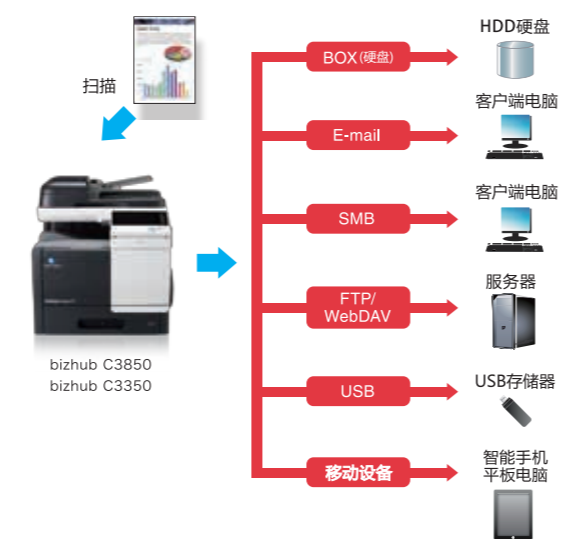 扫描
bizhub C3850
bizhub C3350
BOX(硬盘)
HDD硬盘
E-mail
客户端电脑
SMB
客户端电脑
FTP/
WebDAV
服务器
USB
USB存储器
移动设备
智能手机
平板电脑